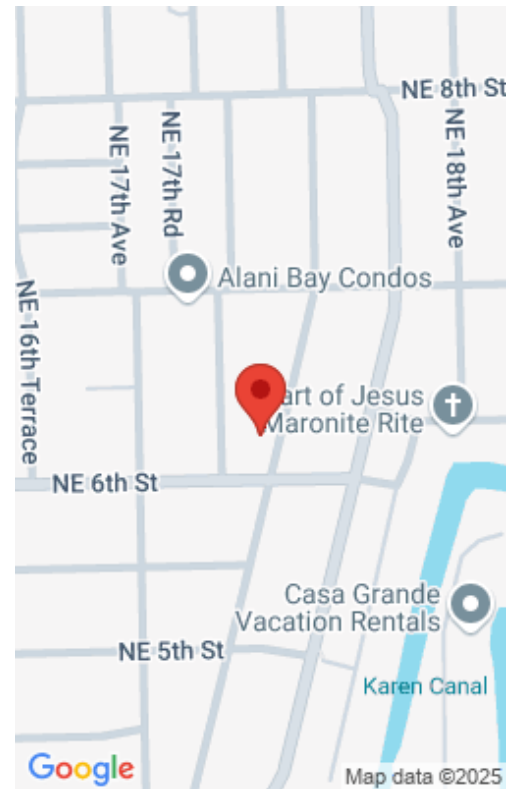 NE 8th St
NE 17th Ave
NE 17th Rd
NE 18th Ave
Alani Bay Condos
NE 16th Terrace
art of Jesus
Maronite Rite
NE 6th St
Casa Grande
Vacation Rentals
NE 5th St
Karen Canal
Google
Map data ©2025